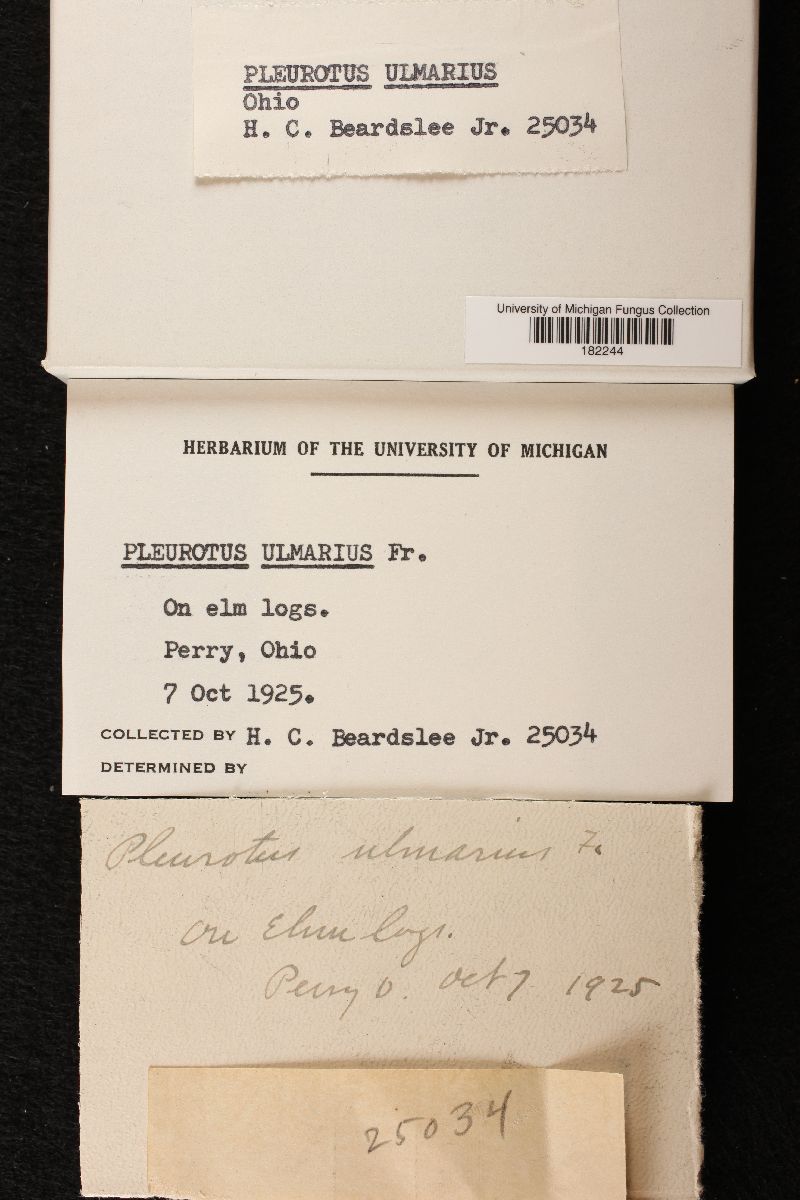 PLEUROTUS ULMARIUS
Ohio
H. C. Beardslee Jr. 25034
University of Michigan Fungus Collection
182244
HERBARIUM OF THE UNIVERSITY OF MICHIGAN
PLEUROTUS ULMARIUS Fr.
On elm logs.
Perry, Ohio
7 Oct 1925.
COLLECTED BY H. C. Beardslee Jr. 25034
DETERMINED BY
Pleurotus ulmarius F.
On Elm logs.
Perry O. Oct 7 1925
25034